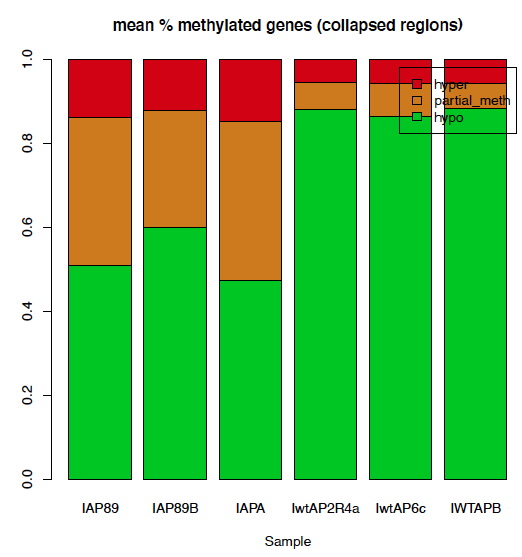 mean % methylated genes (collapsed regions)
1.0
0.8
0.6
0.4
0.2
0.0
hyper
partial_meth
hypo
IAP89 IAP89B IAPA IwtAP2R4a IwtAP6c IWTAPB
Sample